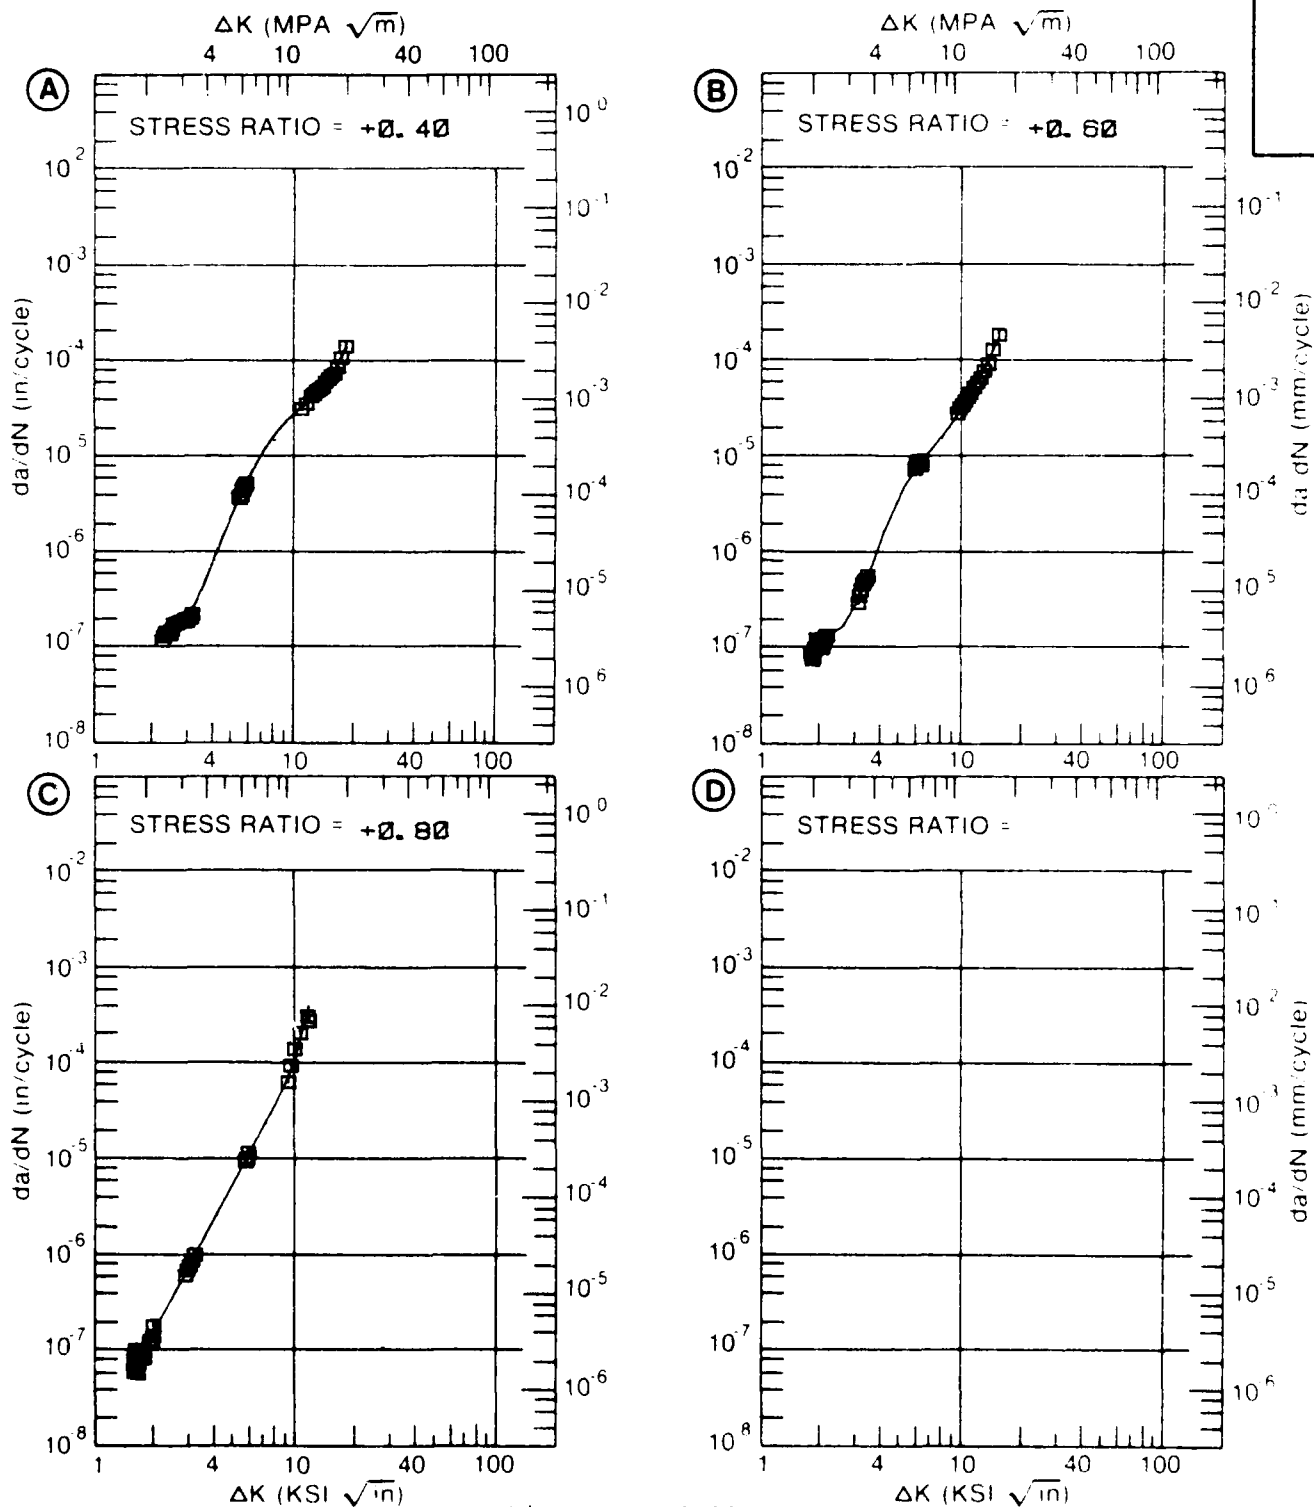 ΔK (MPA √m)
4 10 40 100
A
STRESS RATIO = +0.40
10² 10⁻³ 10⁻⁴ 10⁻⁵ 10⁻⁶ 10⁻⁷ 10⁻⁸
da/dN (in/cycle)
10⁰ 10⁻¹ 10⁻² 10⁻³ 10⁻⁴ 10⁻⁵ 10⁶
1 4 10 40 100
ΔK (MPA √m)
4 10 40 100
B
STRESS RATIO = +0.60
10⁻² 10⁻³ 10⁻⁴ 10⁻⁵ 10⁻⁶ 10⁻⁷ 10⁻⁸
10⁻¹ 10⁻² 10⁻³ 10⁻⁴ 10⁻⁵ 10⁻⁶
da dN (mm/cycle)
1 4 10 40 100
C
STRESS RATIO = +0.80
10⁻² 10⁻³ 10⁻⁴ 10⁻⁵ 10⁻⁶ 10⁻⁷ 10⁻⁸
da/dN (in/cycle)
10⁰ 10⁻¹ 10⁻² 10⁻³ 10⁻⁴ 10⁻⁵ 10⁻⁶
1 4 10 40 100
ΔK (KSI √in)
D
STRESS RATIO =
10⁻² 10⁻³ 10⁻⁴ 10⁻⁵ 10⁻⁶ 10⁻⁷ 10⁸
10⁻¹ 10⁻² 10⁻³ 10⁻⁴ 10⁻⁵ 10⁻⁶
da/dN (mm/cycle)
1 4 10 40 100
ΔK (KSI √in)